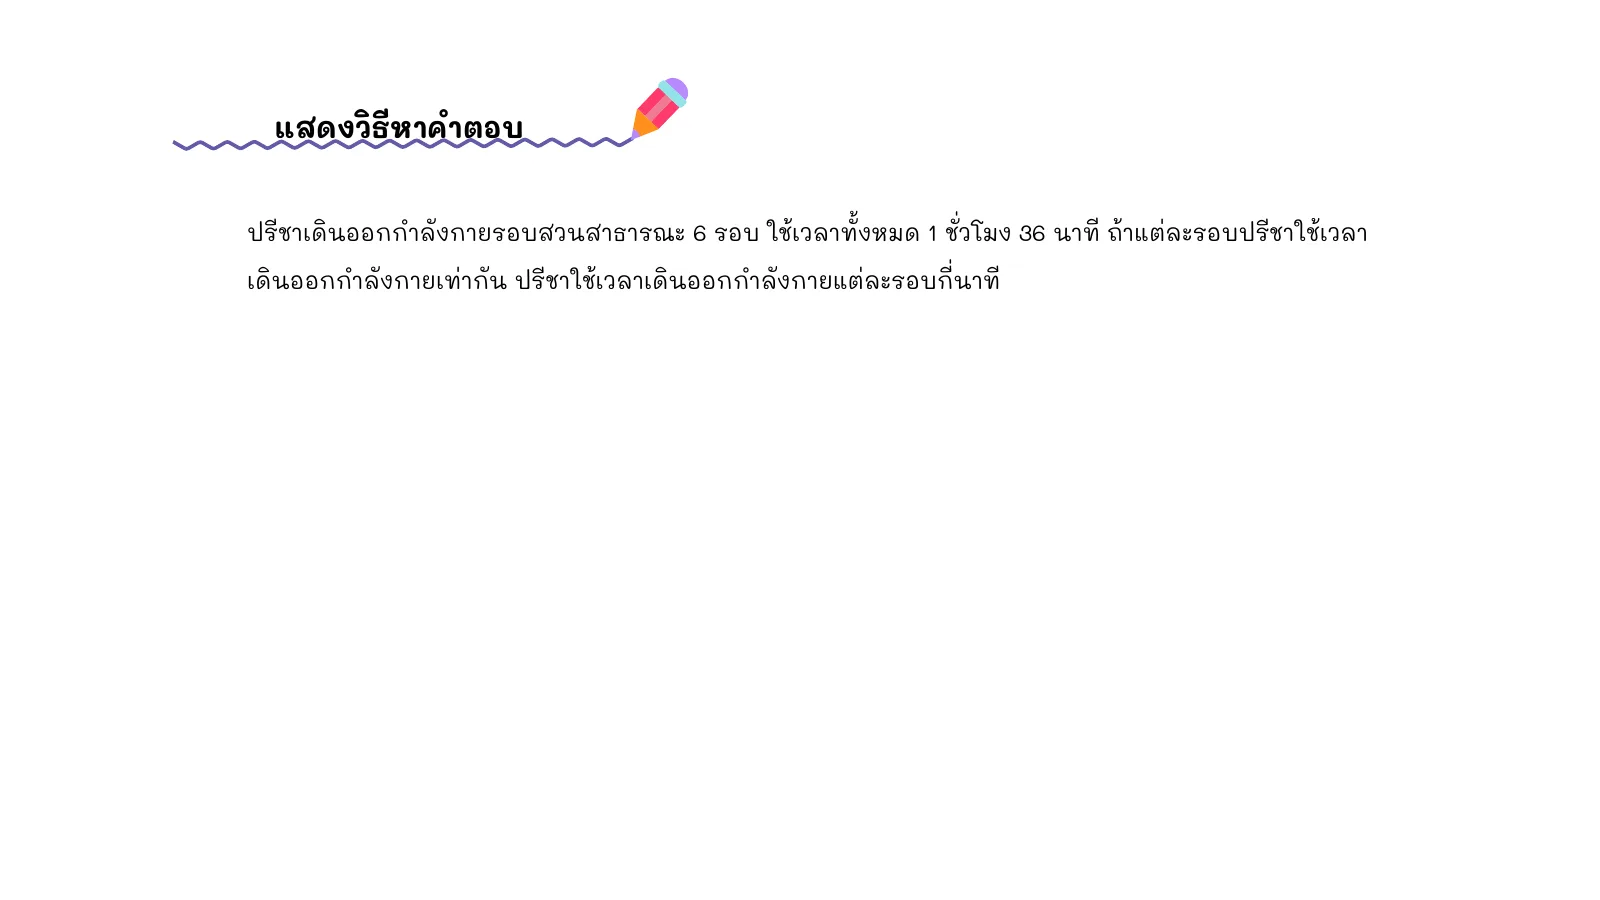 แสดงวิธีหาคำตอบ
ปรีชาเดินออกกำลังกายรอบสวนสาธารณะ 6 รอบ ใช้เวลาทั้งหมด 1 ชั่วโมง 36 นาที ถ้าแต่ละรอบปรีชาใช้เวลา
เดินออกกำลังกายเท่ากัน ปรีชาใช้เวลาเดินออกกำลังกายแต่ละรอบกี่นาที